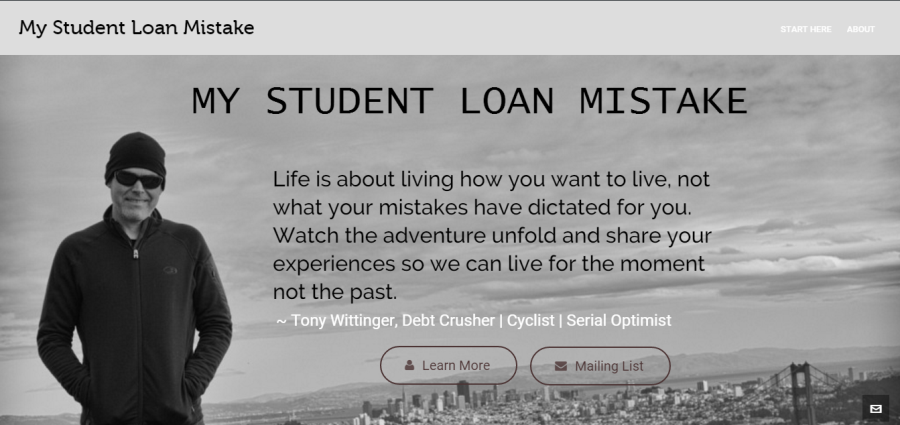 My Student Loan Mistake
START HERE ABOUT
MY STUDENT LOAN MISTAKE
Life is about living how you want to live, not
what your mistakes have dictated for you.
Watch the adventure unfold and share your
experiences so we can live for the moment
not the past.
~ Tony Wittinger, Debt Crusher | Cyclist | Serial Optimist
Learn More
Mailing List